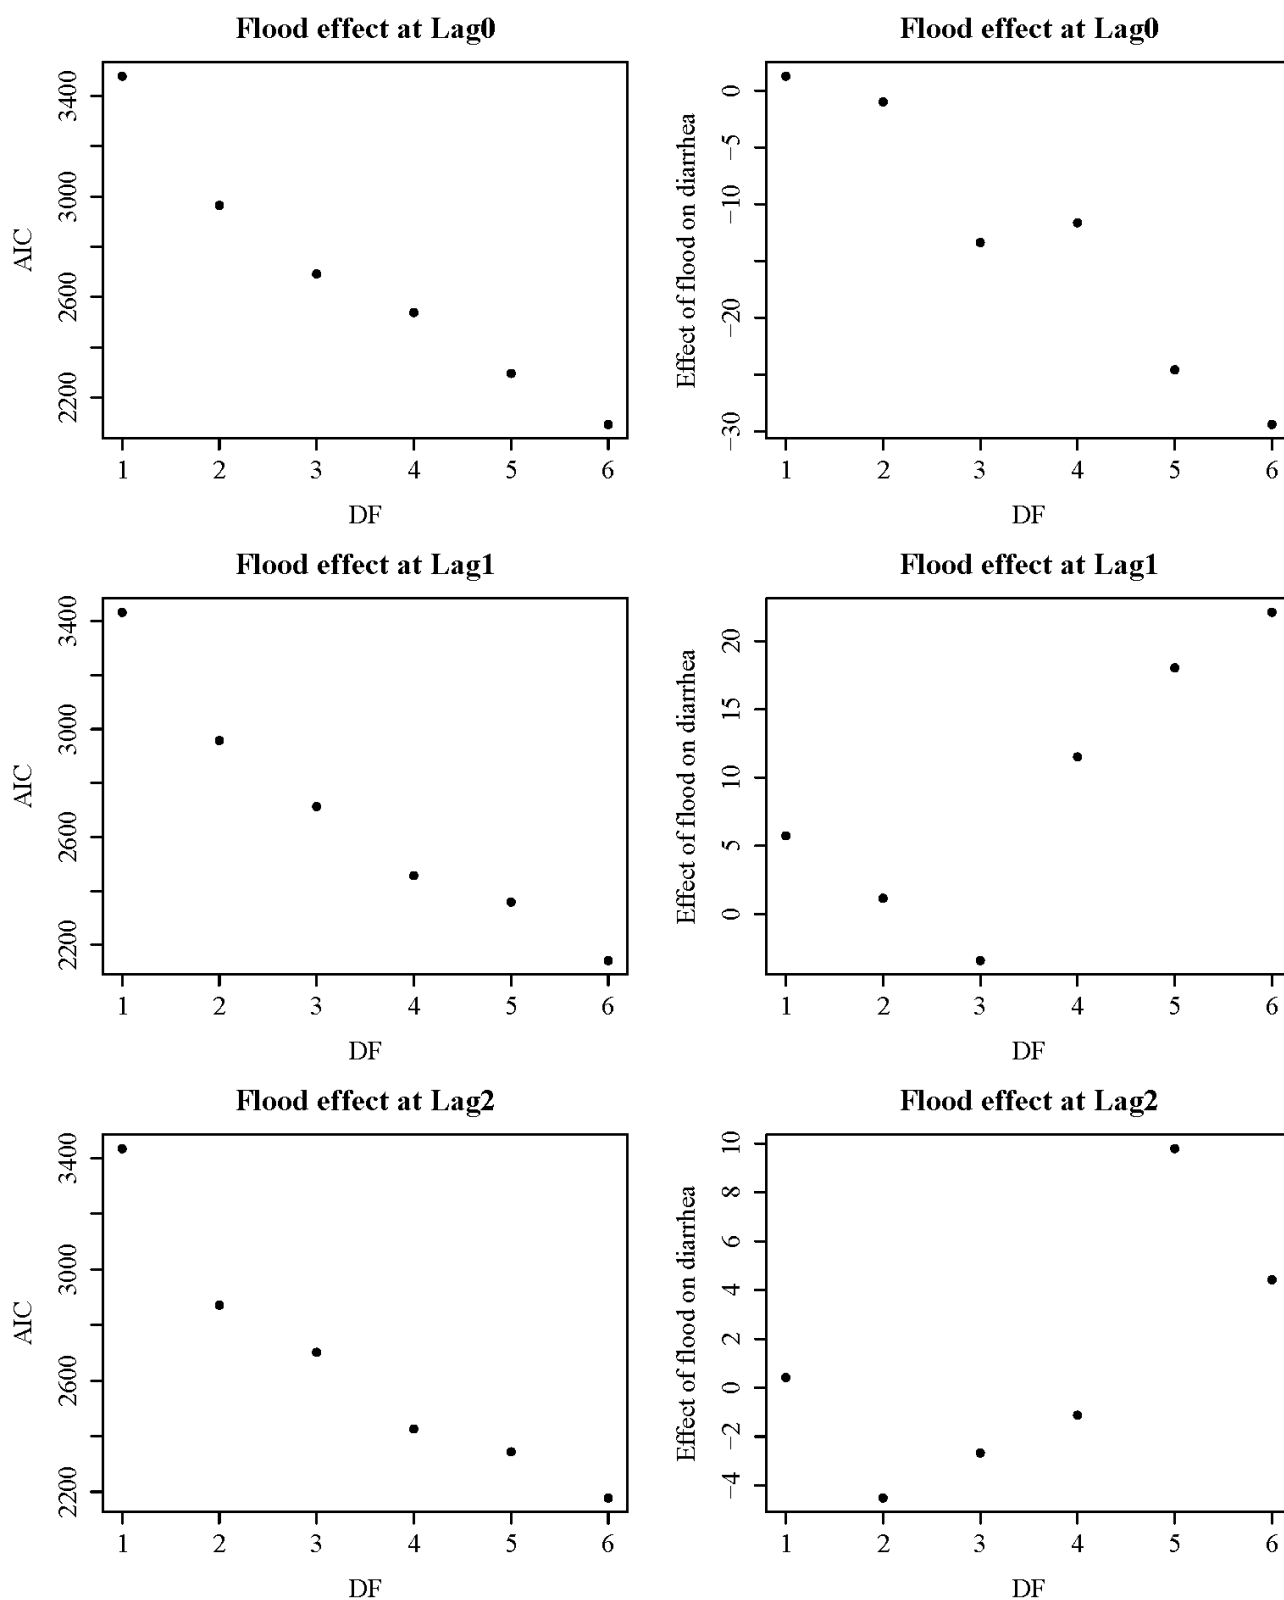 Flood effect at Lag0
AIC
3400
3000
2600
2200
1 2 3 4 5 6
DF
Flood effect at Lag0
Effect of flood on diarrhea
0
−5
−10
−20
−30
1 2 3 4 5 6
DF
Flood effect at Lag1
AIC
3400
3000
2600
2200
1 2 3 4 5 6
DF
Flood effect at Lag1
Effect of flood on diarrhea
20
15
10
5
0
1 2 3 4 5 6
DF
Flood effect at Lag2
AIC
3400
3000
2600
2200
1 2 3 4 5 6
DF
Flood effect at Lag2
Effect of flood on diarrhea
10
8
6
4
2
0
−2
−4
1 2 3 4 5 6
DF